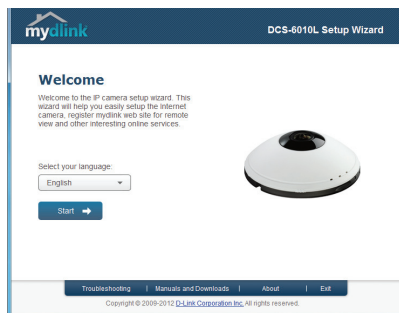 mydlink
DCS-6010L Setup Wizard
Welcome
Welcome to the IP camera setup wizard. This
wizard will help you easily setup the Internet
camera, register mydlink web site for remote
view and other interesting online services.
Select your language:
English
Start
Troubleshooting | Manuals and Downloads | About | Exit
Copyright © 2009-2012 D-Link Corporation Inc. All rights reserved.